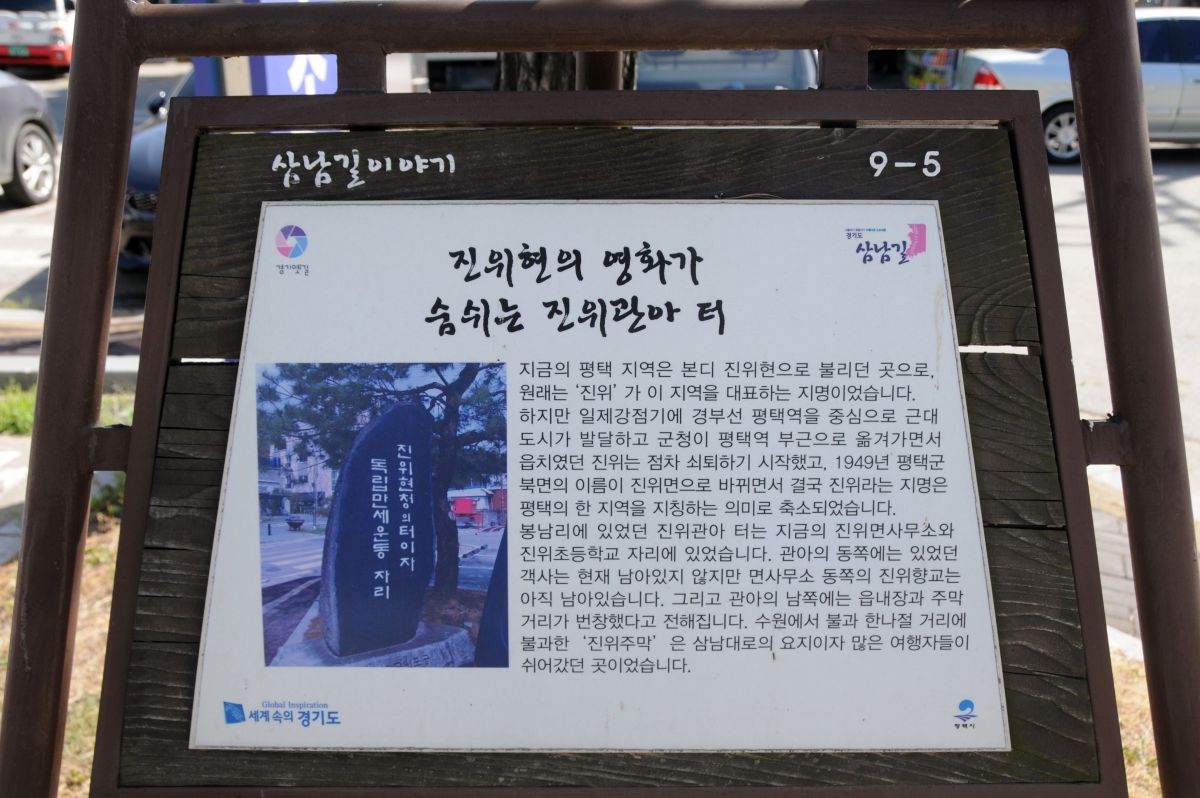 삼남길이야기
9-5
경기옛길
경기도
삼남길
진위현의 영화가
숨쉬는 진위관아 터
진위현청의터이자
독립만세운동 자리
지금의 평택 지역은 본디 진위현으로 불리던 곳으로,
원래는 ‘진위’ 가 이 지역을 대표하는 지명이었습니다.
하지만 일제강점기에 경부선 평택역을 중심으로 근대
도시가 발달하고 군청이 평택역 부근으로 옮겨가면서
읍치였던 진위는 점차 쇠퇴하기 시작했고, 1949년 평택군
북면의 이름이 진위면으로 바뀌면서 결국 진위라는 지명은
평택의 한 지역을 지칭하는 의미로 축소되었습니다.
봉남리에 있었던 진위관아 터는 지금의 진위면사무소와
진위초등학교 자리에 있었습니다. 관아의 동쪽에는 있었던
객사는 현재 남아있지 않지만 면사무소 동쪽의 진위향교는
아직 남아있습니다. 그리고 관아의 남쪽에는 읍내장과 주막
거리가 번창했다고 전해집니다. 수원에서 불과 한나절 거리에
불과한 ‘진위주막’ 은 삼남대로의 요지이자 많은 여행자들이
쉬어갔던 곳이었습니다.
Global Inspiration
세계 속의 경기도
평택시
소